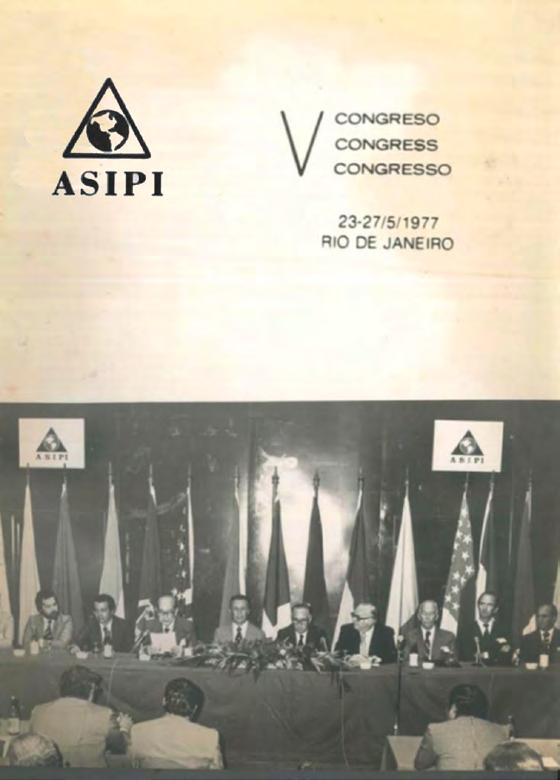 ASIPI
V
CONGRESO
CONGRESS
CONGRESSO
23-27/5/1977
RIO DE JANEIRO
ASIPI
ASIPI